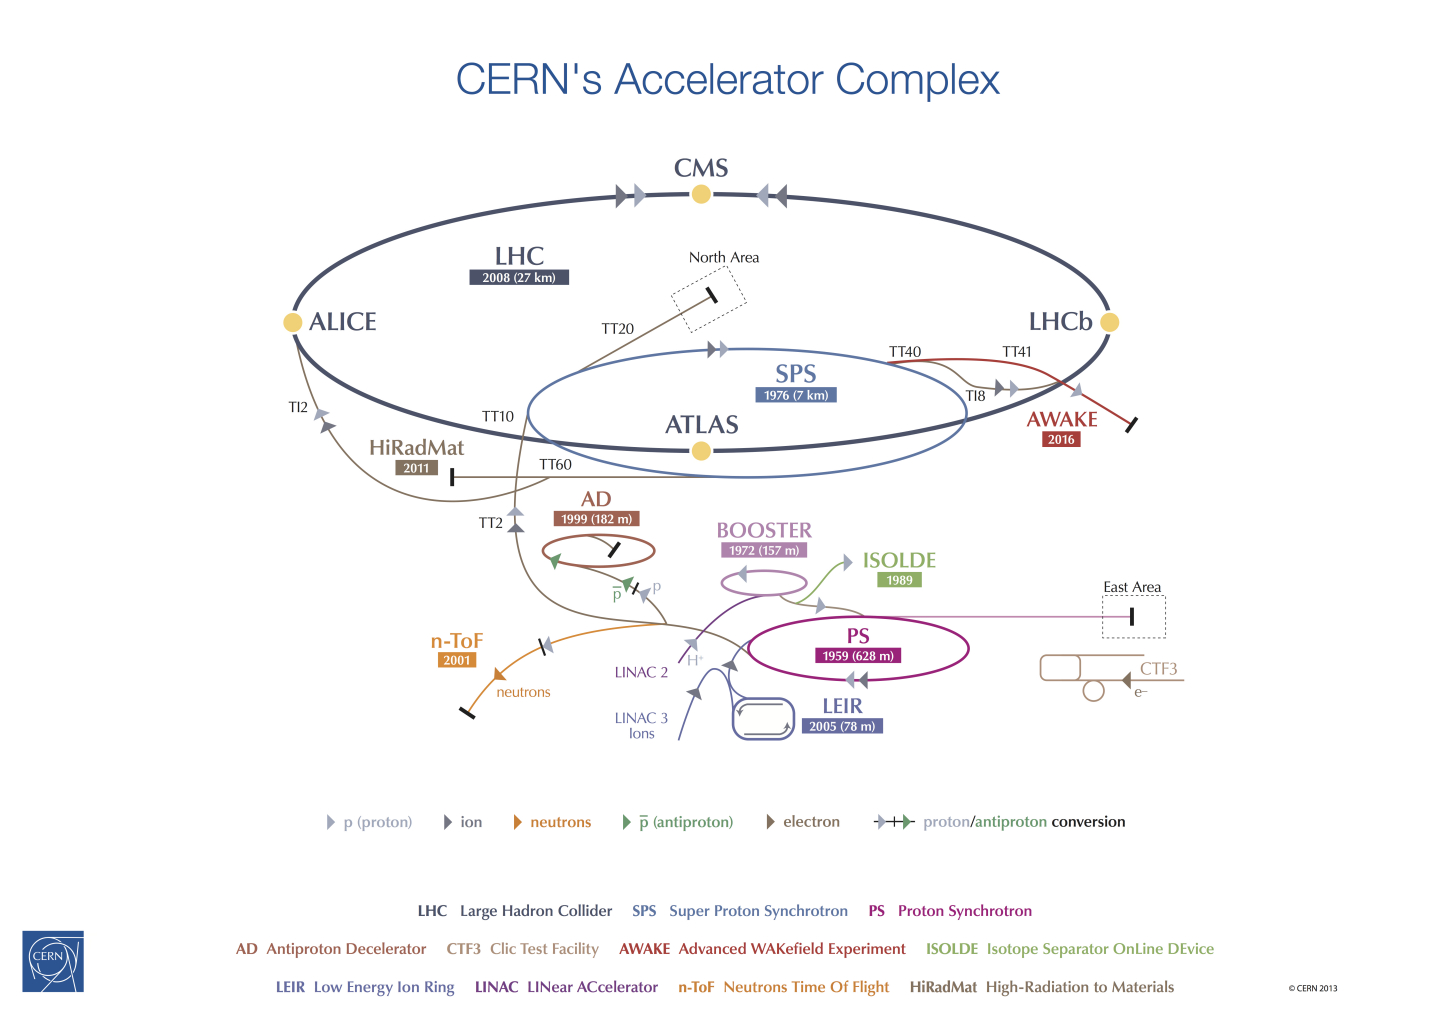 CERN's Accelerator Complex
CMS
LHC
2008 (27 km)
North Area
ALICE
LHCb
TT20
TT40
TT41
SPS
1976 (7 km)
TI8
TI2
TT10
ATLAS
AWAKE
2016
HiRadMat
2011
TT60
AD
1999 (182 m)
TT2
BOOSTER
1972 (157 m)
ISOLDE
1989
p̅
p
East Area
n-ToF
2001
neutrons
H⁺
LINAC 2
PS
1959 (628 m)
CTF3
e–
LEIR
2005 (78 m)
LINAC 3
Ions
p (proton) ion neutrons p̅ (antiproton) electron proton/antiproton conversion
LHC Large Hadron Collider SPS Super Proton Synchrotron PS Proton Synchrotron
AD Antiproton Decelerator CTF3 Clic Test Facility AWAKE Advanced WAKefield Experiment ISOLDE Isotope Separator OnLine DEvice
LEIR Low Energy Ion Ring LINAC LINear ACcelerator n-ToF Neutrons Time Of Flight HiRadMat High-Radiation to Materials
CERN
© CERN 2013